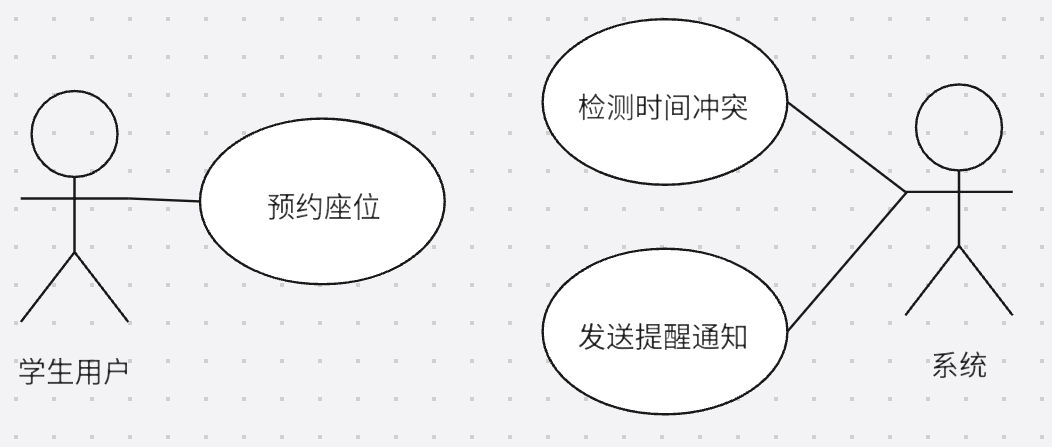 检测时间冲突
预约座位
发送提醒通知
学生用户
系统